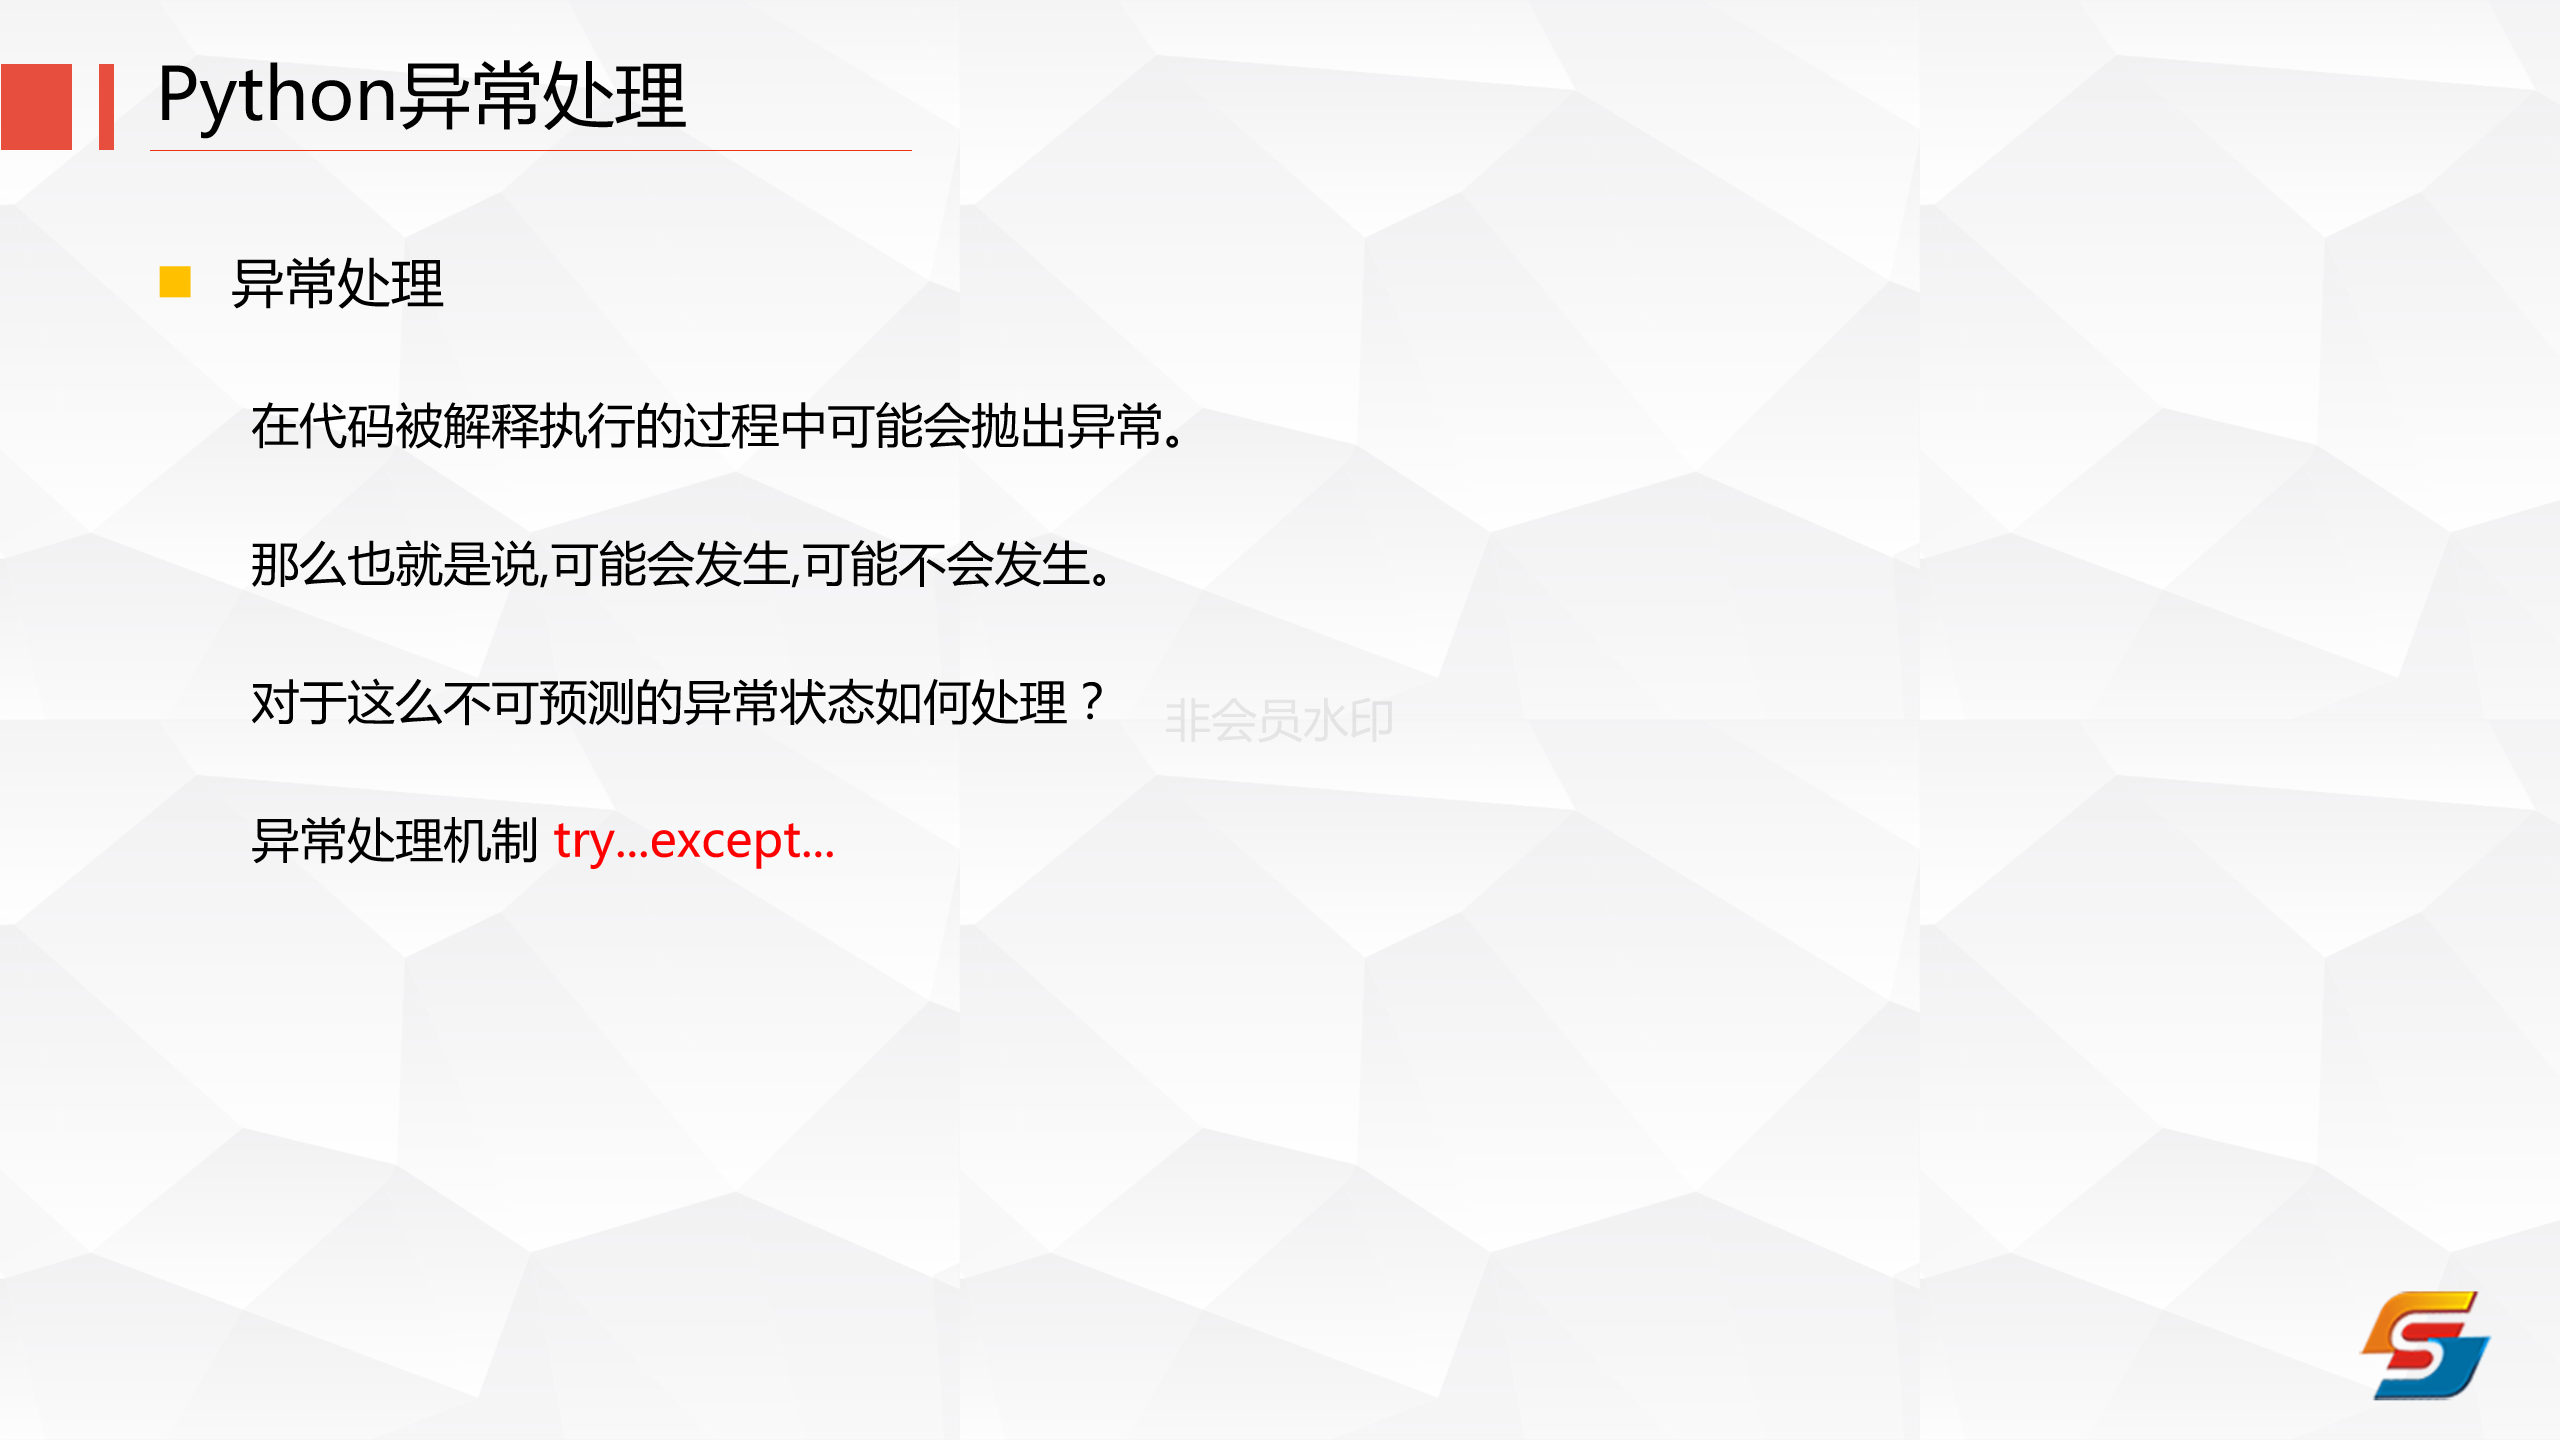 Python异常处理
异常处理
在代码被解释执行的过程中可能会抛出异常。
那么也就是说,可能会发生,可能不会发生。
对于这么不可预测的异常状态如何处理？
非会员水印
异常处理机制 try...except...